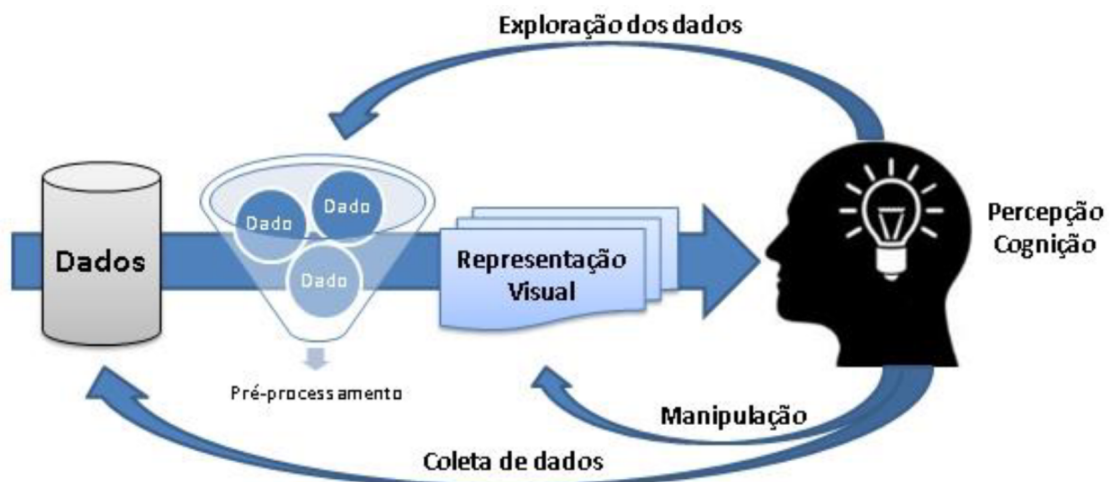 Exploração dos dados
Dados
Dado
Dado
Dado
Representação
Visual
Percepção
Cognição
Pré-processamento
Manipulação
Coleta de dados